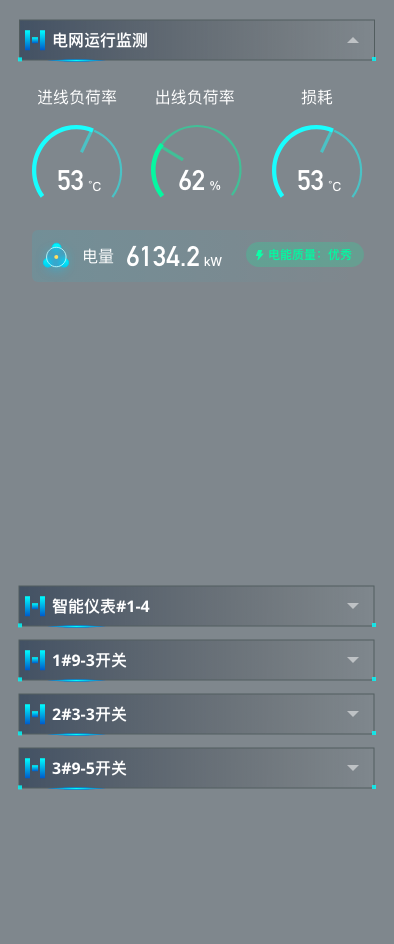 电网运行监测
进线负荷率 出线负荷率 损耗
53 °C 62 % 53 °C
电量 6134.2 kW 电能质量：优秀
智能仪表#1-4
1#9-3开关
2#3-3开关
3#9-5开关